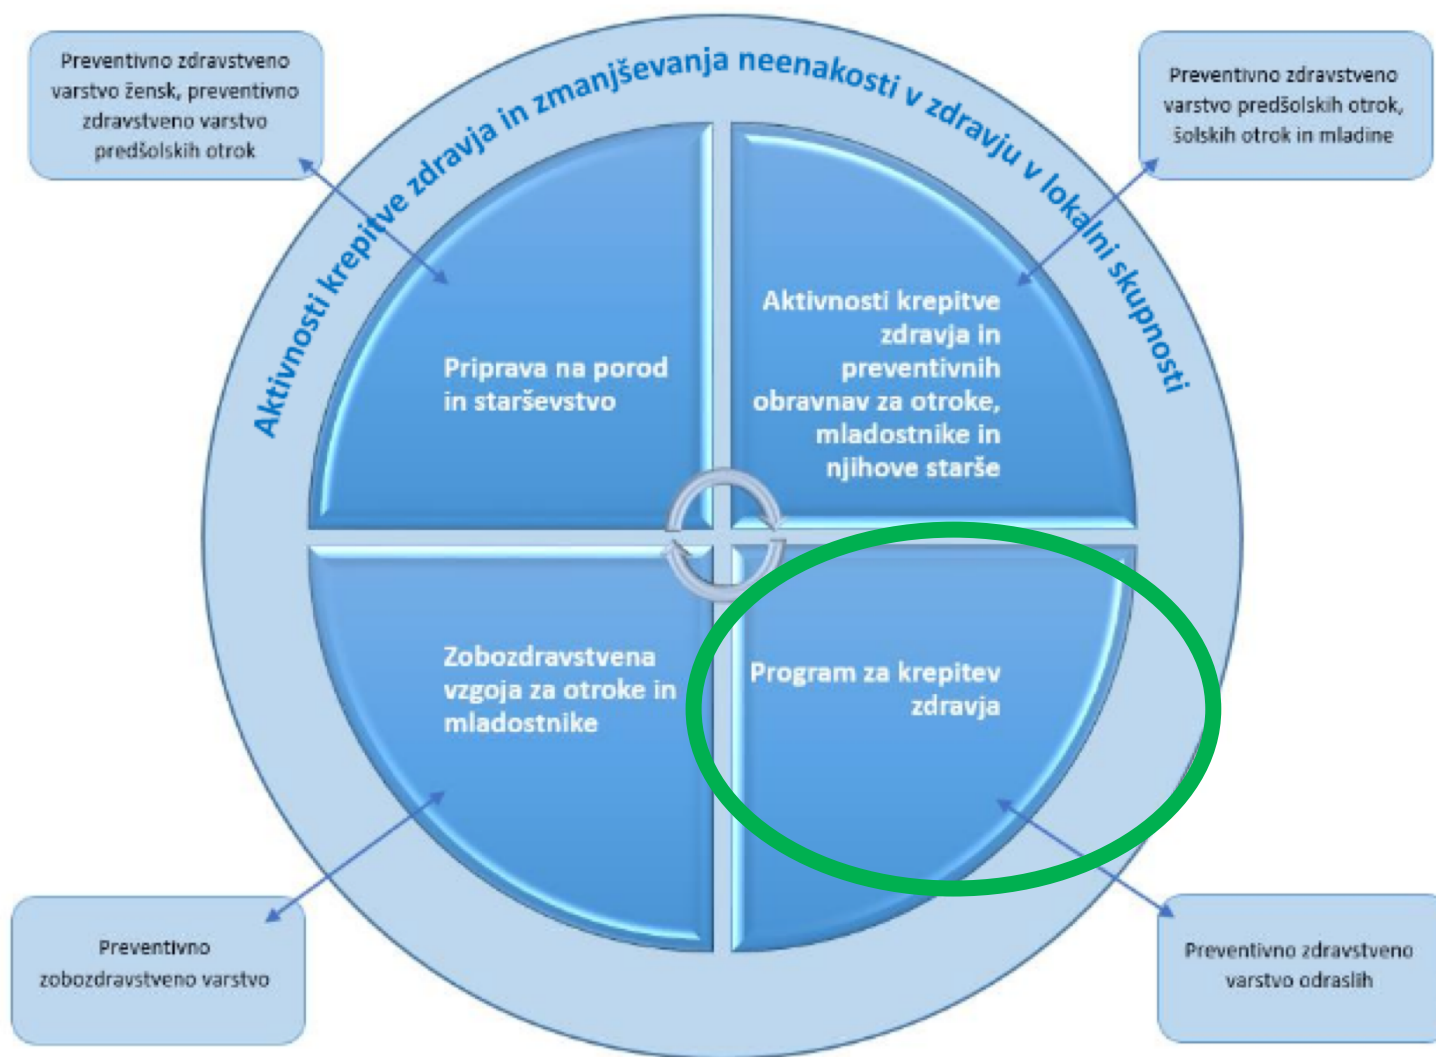 Aktivnosti krepitve zdravja in zmanjševanja neenakosti v zdravju v lokalni skupnosti
Preventivno zdravstveno
varstvo žensk, preventivno
zdravstveno varstvo
predšolskih otrok
Preventivno zdravstveno
varstvo predšolskih otrok,
šolskih otrok in mladine
Priprava na porod
in starševstvo
Aktivnosti krepitve
zdravja in
preventivnih
obravnav za otroke,
mladostnike in
njihove starše
Zobozdravstvena
vzgoja za otroke in
mladostnike
Program za krepitev
zdravja
Preventivno
zobozdravstveno varstvo
Preventivno zdravstveno
varstvo odraslih